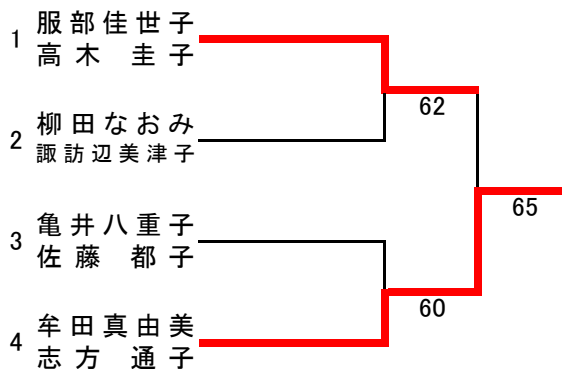 1 服部佳世子
高木 圭子
62
2 柳田なおみ
諏訪辺美津子
65
3 亀井八重子
佐藤 都子
60
4 牟田真由美
志方 通子